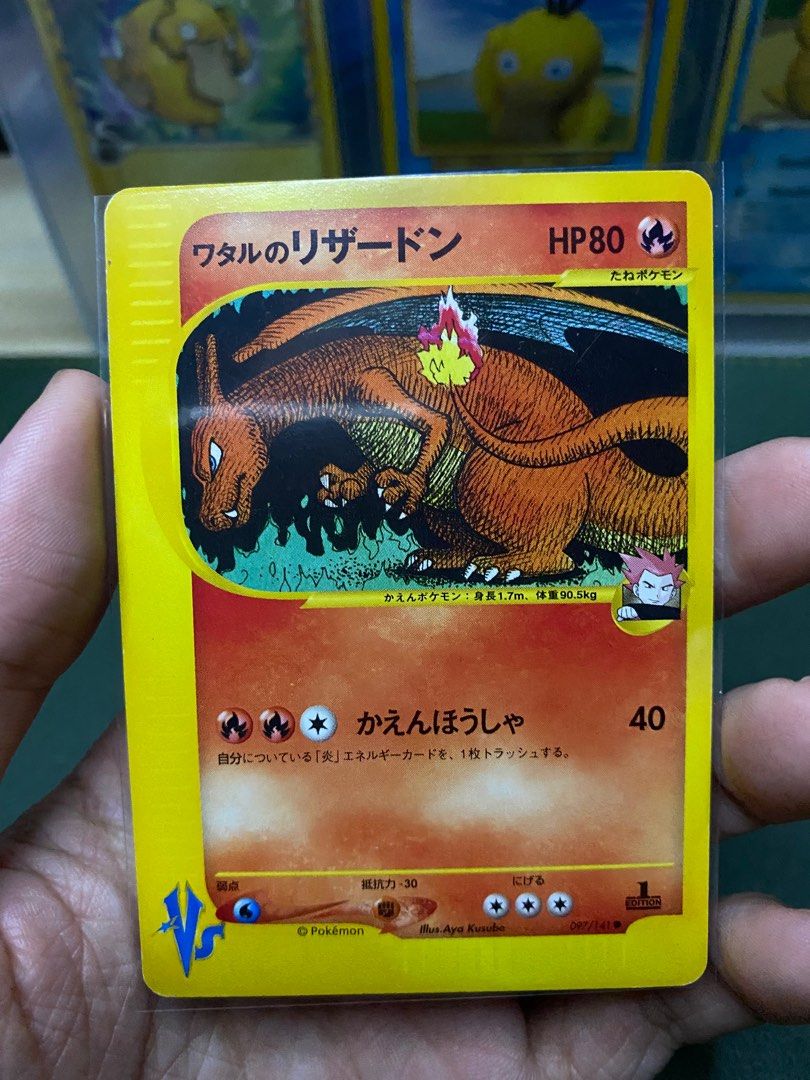 ワタルのリザードン HP80
たねポケモン
かえんポケモン：身長1.7m、体重90.5kg
かえんほうしゃ 40
自分についている「炎」エネルギーカードを、1枚トラッシュする。
弱点 抵抗力-30 にげる
1
EDITION
VS
©Pokémon Illus.Aya Kusube 097/141●